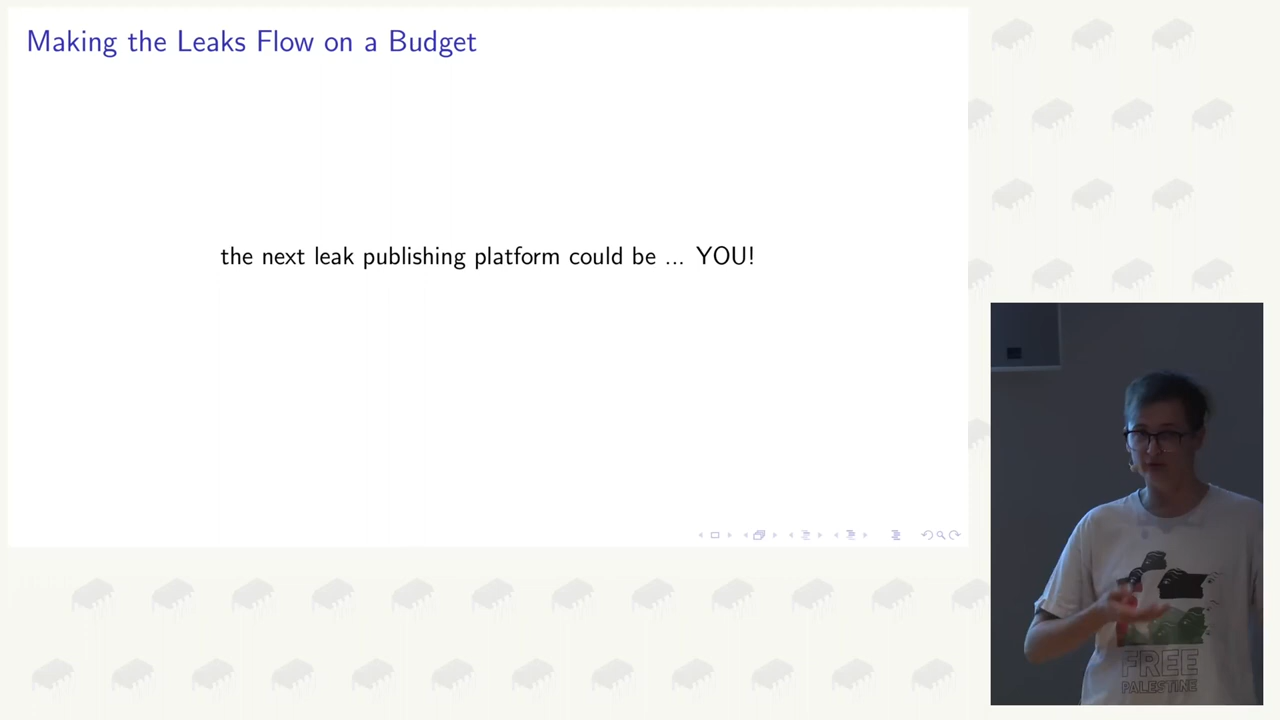 Making the Leaks Flow on a Budget
the next leak publishing platform could be ... YOU!
FREE
PALESTINE